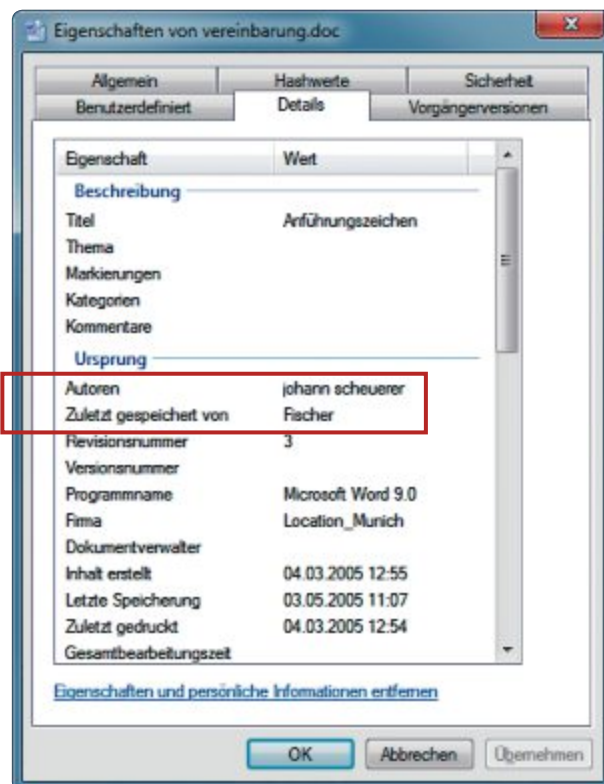 Eigenschaften von vereinbarung.doc
Allgemein Hashwerte Sicherheit
Benutzerdefiniert Details Vorgängerversionen
Eigenschaft Wert
Beschreibung
Titel Anführungszeichen
Thema
Markierungen
Kategorien
Kommentare
Ursprung
Autoren johann scheuerer
Zuletzt gespeichert von Fischer
Revisionsnummer 3
Versionsnummer
Programmname Microsoft Word 9.0
Firma Location_Munich
Dokumentverwalter
Inhalt erstellt 04.03.2005 12:55
Letzte Speicherung 03.05.2005 11:07
Zuletzt gedruckt 04.03.2005 12:54
Gesamtbearbeitungszeit
Eigenschaften und persönliche Informationen entfernen
OK Abbrechen Übernehmen